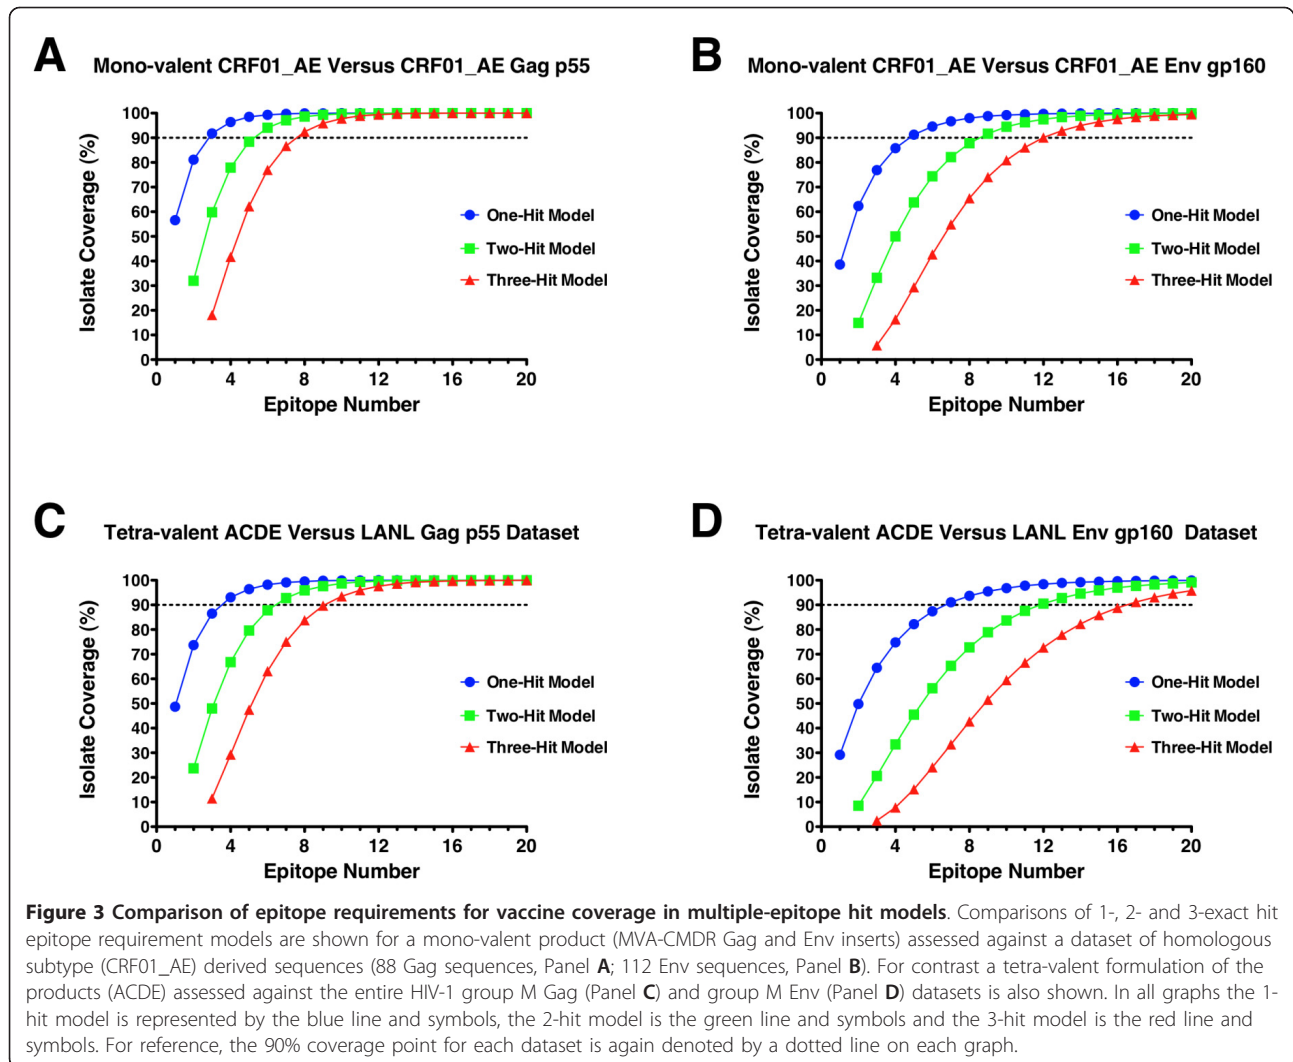 A
Mono-valent CRF01_AE Versus CRF01_AE Gag p55
100
90
80
70
60
50
40
30
20
10
0
Isolate Coverage (%)
0 4 8 12 16 20
Epitope Number
One-Hit Model
Two-Hit Model
Three-Hit Model
B
Mono-valent CRF01_AE Versus CRF01_AE Env gp160
100
90
80
70
60
50
40
30
20
10
0
Isolate Coverage (%)
0 4 8 12 16 20
Epitope Number
One-Hit Model
Two-Hit Model
Three-Hit Model
C
Tetra-valent ACDE Versus LANL Gag p55 Dataset
100
90
80
70
60
50
40
30
20
10
0
Isolate Coverage (%)
0 4 8 12 16 20
Epitope Number
One-Hit Model
Two-Hit Model
Three-Hit Model
D
Tetra-valent ACDE Versus LANL Env gp160 Dataset
100
90
80
70
60
50
40
30
20
10
0
Isolate Coverage (%)
0 4 8 12 16 20
Epitope Number
One-Hit Model
Two-Hit Model
Three-Hit Model
Figure 3 Comparison of epitope requirements for vaccine coverage in multiple-epitope hit models. Comparisons of 1-, 2- and 3-exact hit
epitope requirement models are shown for a mono-valent product (MVA-CMDR Gag and Env inserts) assessed against a dataset of homologous
subtype (CRF01_AE) derived sequences (88 Gag sequences, Panel A; 112 Env sequences, Panel B). For contrast a tetra-valent formulation of the
products (ACDE) assessed against the entire HIV-1 group M Gag (Panel C) and group M Env (Panel D) datasets is also shown. In all graphs the 1-
hit model is represented by the blue line and symbols, the 2-hit model is the green line and symbols and the 3-hit model is the red line and
symbols. For reference, the 90% coverage point for each dataset is again denoted by a dotted line on each graph.